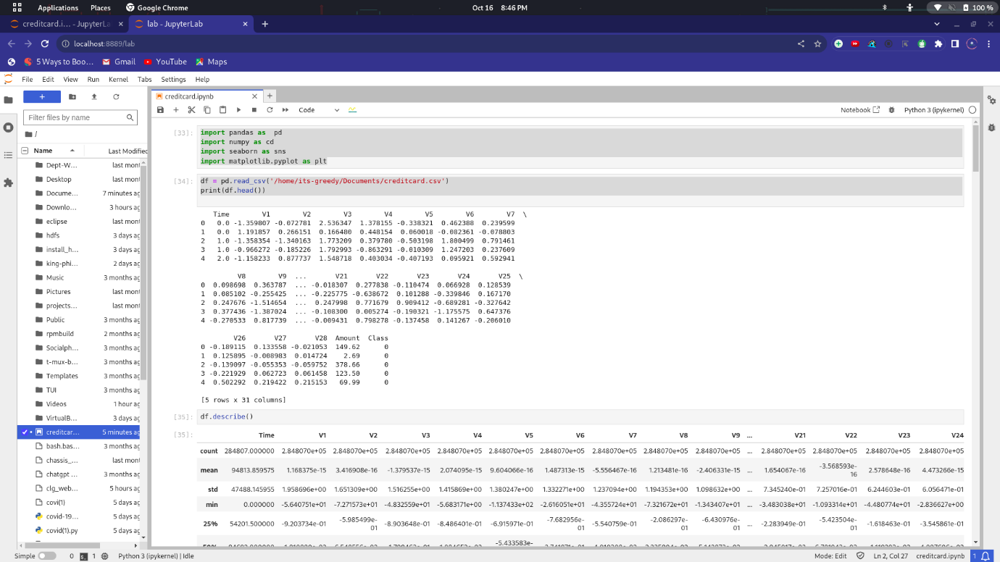 Applications Places Google Chrome Oct 16 8:46 PM 100 %
creditcard.i... - JupyterLa lab - JupyterLab
localhost:8889/lab
5 Ways to Boo... Gmail YouTube Maps
File Edit View Run Kernel Tabs Settings Help
creditcard.ipynb
Code Notebook Python 3 (ipykernel)
Filter files by name
/
Name Last Modified
Dept-W... last mont
Desktop last mont
Docume... 7 minutes ag
Downlo... 3 hours ag
eclipse last mont
hdfs 3 days ag
install_h... 3 days ag
king-phi... 2 days ag
Music 3 months ag
Pictures last mont
projects... last mont
Public 3 months ag
rpmbuild 2 months ag
Socialph... 3 months ag
t-mux-b... 3 months ag
Templates 3 months ag
TUI 3 months ag
Videos 1 hour ag
VirtualB... 3 days ag
creditcar... 5 minutes ag
bash.bas... 3 months ag
chassis_... last mont
chatgpt ... 3 months ag
clg_web... 5 hours ag
covi(1) 5 days ag
covid-19... 5 days ag
covid(1).py 5 days ag
[33]: import pandas as  pd
import numpy as cd
import seaborn as sns
import matplotlib.pyplot as plt
[34]: df = pd.read_csv('/home/its-greedy/Documents/creditcard.csv')
print(df.head())
   Time        V1        V2        V3        V4        V5        V6        V7  \
0   0.0 -1.359807 -0.072781  2.536347  1.378155 -0.338321  0.462388  0.239599
1   0.0  1.191857  0.266151  0.166480  0.448154  0.060018 -0.082361 -0.078803
2   1.0 -1.358354 -1.340163  1.773209  0.379780 -0.503198  1.800499  0.791461
3   1.0 -0.966272 -0.185226  1.792993 -0.863291 -0.010309  1.247203  0.237609
4   2.0 -1.158233  0.877737  1.548718  0.403034 -0.407193  0.095921  0.592941
         V8        V9  ...       V21       V22       V23       V24       V25  \
0  0.098698  0.363787  ... -0.018307  0.277838 -0.110474  0.066928  0.128539
1  0.085102 -0.255425  ... -0.225775 -0.638672  0.101288 -0.339846  0.167170
2  0.247676 -1.514654  ...  0.247998  0.771679  0.909412 -0.689281 -0.327642
3  0.377436 -1.387024  ... -0.108300  0.005274 -0.190321 -1.175575  0.647376
4 -0.270533  0.817739  ... -0.009431  0.798278 -0.137458  0.141267 -0.206010
        V26       V27       V28  Amount  Class
0 -0.189115  0.133558 -0.021053  149.62      0
1  0.125895 -0.008983  0.014724    2.69      0
2 -0.139097 -0.055353 -0.059752  378.66      0
3 -0.221929  0.062723  0.061458  123.50      0
4  0.502292  0.219422  0.215153   69.99      0
[5 rows x 31 columns]
[35]: df.describe()
[35]: Time V1 V2 V3 V4 V5 V6 V7 V8 V9 ... V21 V22 V23 V24
count 284807.000000 2.848070e+05 2.848070e+05 2.848070e+05 2.848070e+05 2.848070e+05 2.848070e+05 2.848070e+05 2.848070e+05 2.848070e+05 ... 2.848070e+05 2.848070e+05 2.848070e+05 2.848070e+05
mean 94813.859575 1.168375e-15 3.416908e-16 -1.379537e-15 2.074095e-15 9.604066e-16 1.487313e-15 -5.556467e-16 1.213481e-16 -2.406331e-15 ... 1.654067e-16 -3.568593e-16 2.578648e-16 4.473266e-15
std 47488.145955 1.958696e+00 1.651309e+00 1.516255e+00 1.415869e+00 1.380247e+00 1.332271e+00 1.237094e+00 1.194353e+00 1.098632e+00 ... 7.345240e-01 7.257016e-01 6.244603e-01 6.056471e-01
min 0.000000 -5.640751e+01 -7.271573e+01 -4.832559e+01 -5.683171e+00 -1.137433e+02 -2.616051e+01 -4.355724e+01 -7.321672e+01 -1.343407e+01 ... -3.483038e+01 -1.093314e+01 -4.480774e+01 -2.836627e+00
25% 54201.500000 -9.203734e-01 -5.985499e-01 -8.903648e-01 -8.486401e-01 -6.915971e-01 -7.682956e-01 -5.540759e-01 -2.086297e-01 -6.430976e-01 ... -2.283949e-01 -5.423504e-01 -1.618463e-01 -3.545861e-01
-5.433583e-
Simple 0 1 Python 3 (ipykernel) | Idle Mode: Edit Ln 2, Col 27 creditcard.ipynb 1